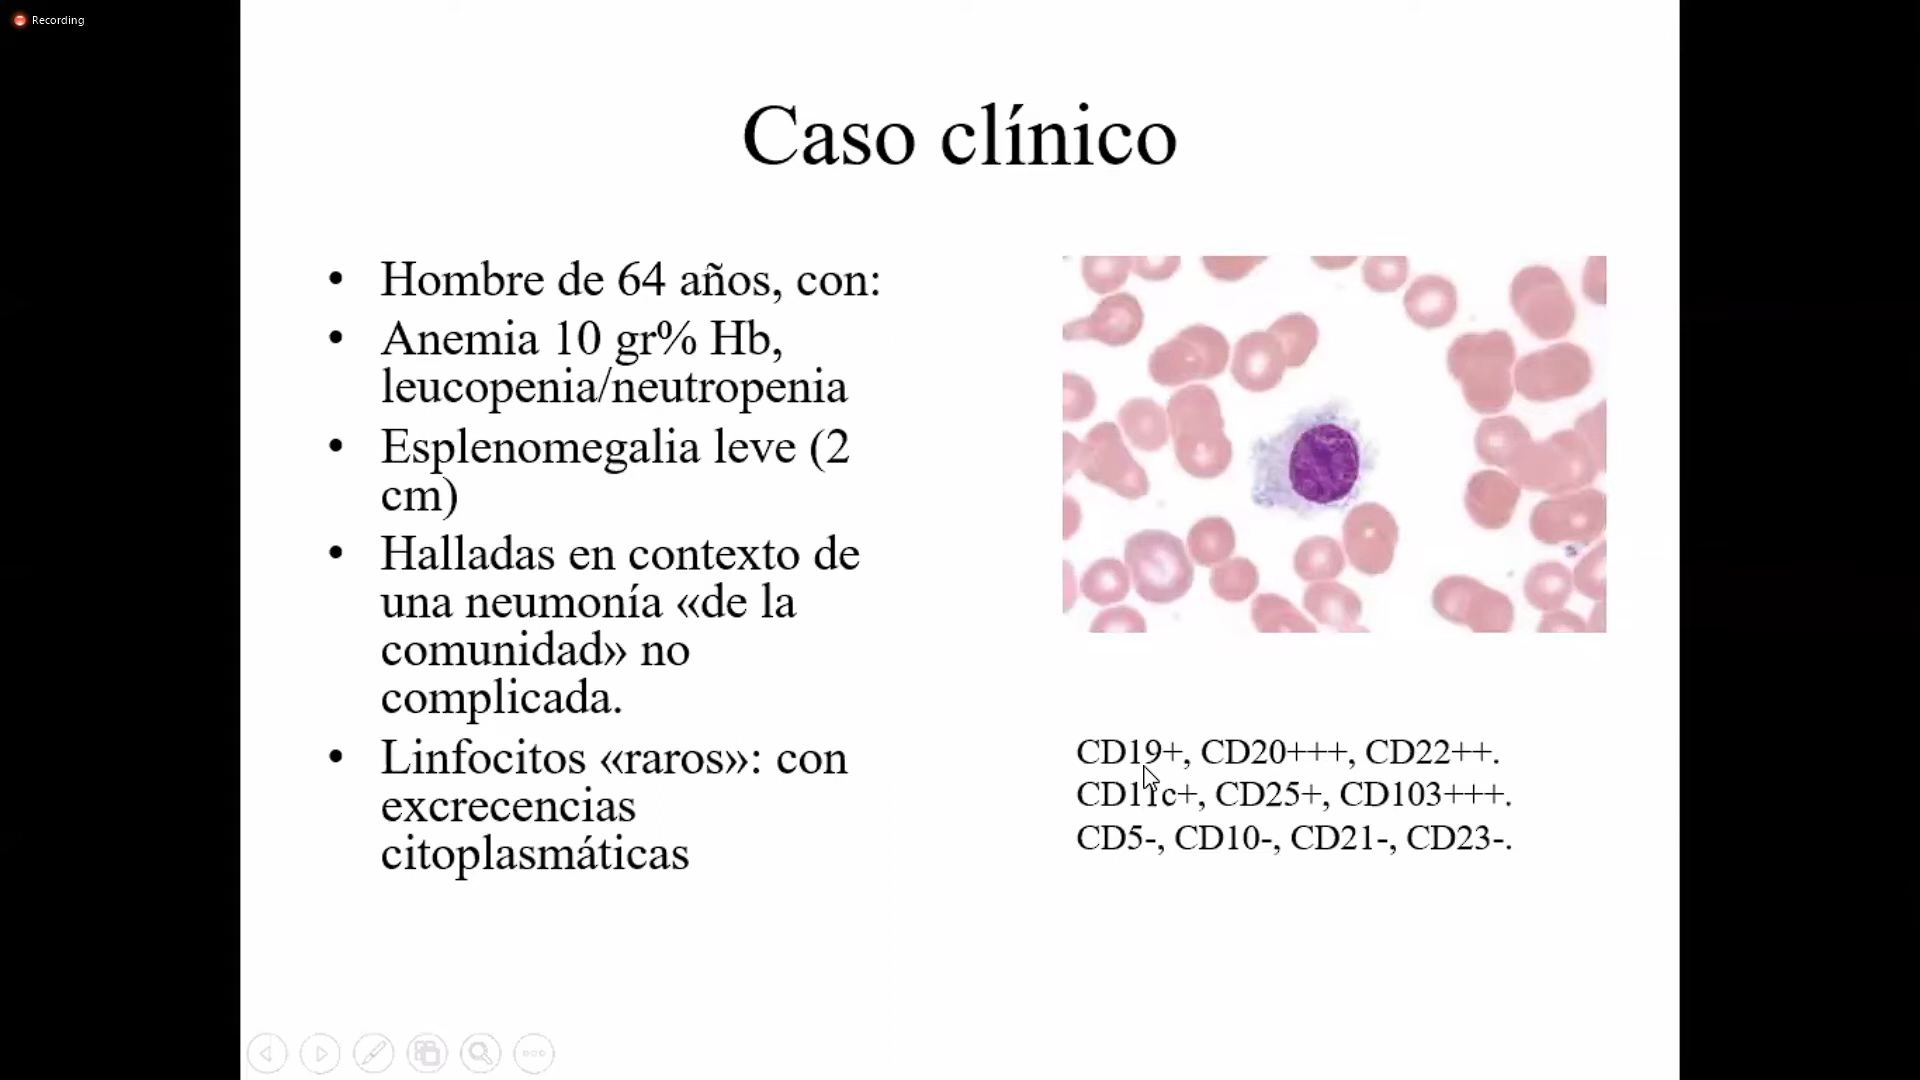 Recording
Caso clínico
• Hombre de 64 años, con:
• Anemia 10 gr% Hb,
leucopenia/neutropenia
• Esplenomegalia leve (2
cm)
• Halladas en contexto de
una neumonía «de la
comunidad» no
complicada.
• Linfocitos «raros»: con
excrecencias
citoplasmáticas
CD19+, CD20+++, CD22++.
CD11c+, CD25+, CD103+++.
CD5-, CD10-, CD21-, CD23-.